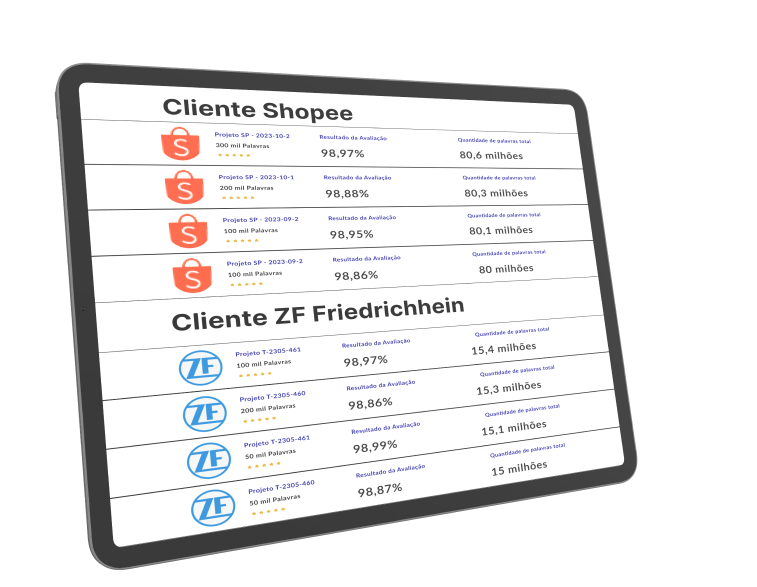 Cliente Shopee
S
Projeto SP - 2023-10-2
300 mil Palavras
Resultado da Avaliação
98,97%
Quantidade de palavras total
80,6 milhões
S
Projeto SP - 2023-10-1
200 mil Palavras
Resultado da Avaliação
98,88%
Quantidade de palavras total
80,3 milhões
S
Projeto SP - 2023-09-2
100 mil Palavras
Resultado da Avaliação
98,95%
Quantidade de palavras total
80,1 milhões
S
Projeto SP - 2023-09-2
100 mil Palavras
Resultado da Avaliação
98,86%
Quantidade de palavras total
80 milhões
Cliente ZF Friedrichhein
ZF
Projeto T-2305-461
100 mil Palavras
Resultado da Avaliação
98,97%
Quantidade de palavras total
15,4 milhões
ZF
Projeto T-2305-460
200 mil Palavras
Resultado da Avaliação
98,86%
Quantidade de palavras total
15,3 milhões
ZF
Projeto T-2305-461
50 mil Palavras
Resultado da Avaliação
98,99%
Quantidade de palavras total
15,1 milhões
ZF
Projeto T-2305-460
50 mil Palavras
Resultado da Avaliação
98,87%
Quantidade de palavras total
15 milhões